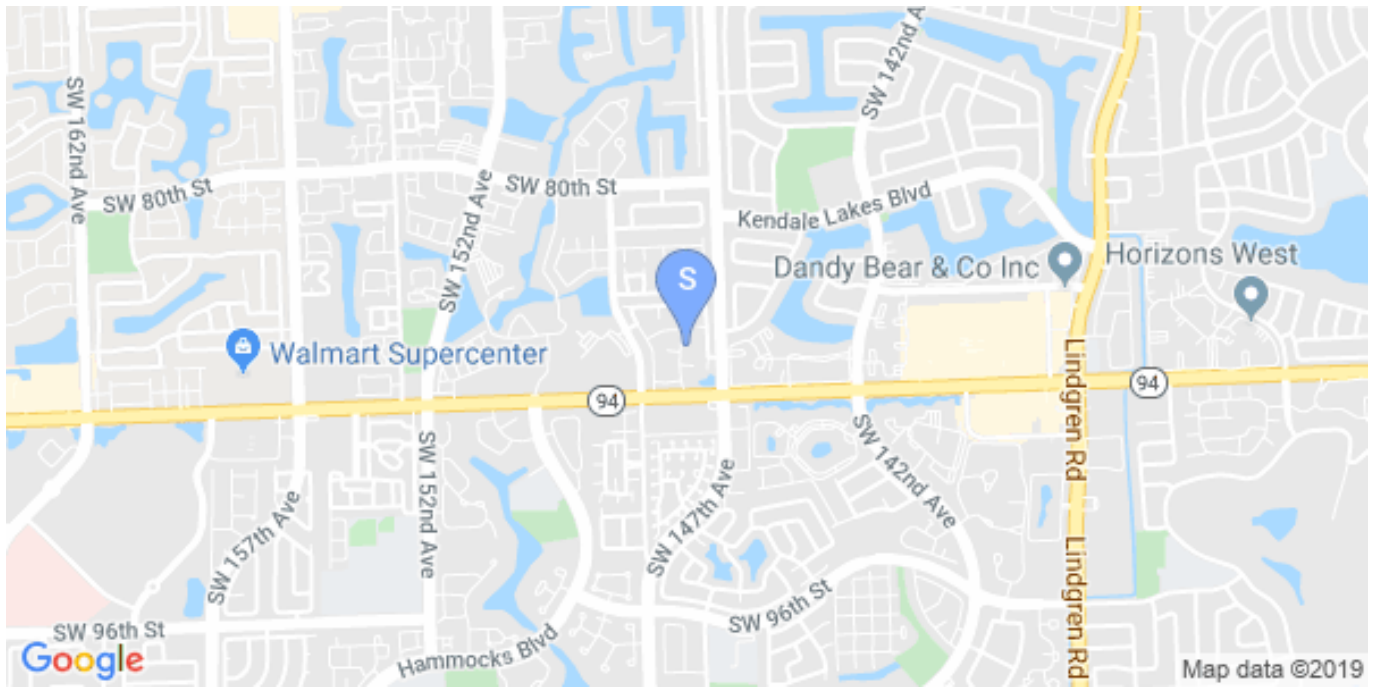 SW 142nd A
SW 162nd Ave
SW 80th St
SW 152nd Ave
SW 80th St
Kendale Lakes Blvd
S
Dandy Bear & Co Inc
Horizons West
Walmart Supercenter
94
94
Lindgren Rd
SW 142nd Ave
SW 152nd Ave
SW 147th Ave
SW 157th Ave
Lindgren Rd
SW 96th St
SW 96th St
Hammocks Blvd
Google
Map data ©2019